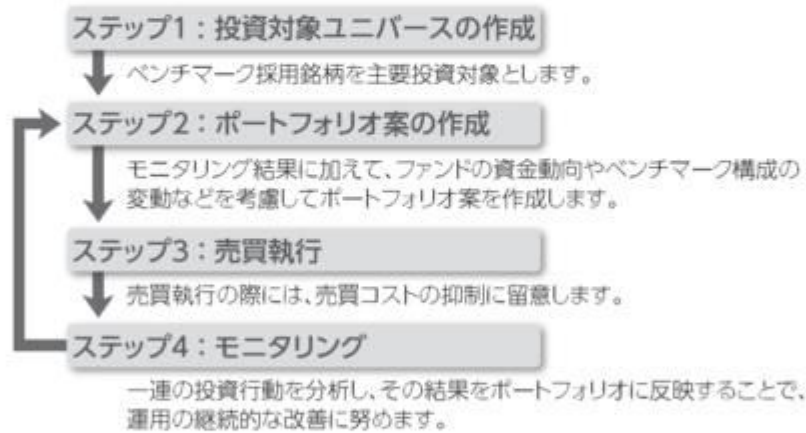 ステップ1：投資対象ユニバースの作成
ベンチマーク採用銘柄を主要投資対象とします。
ステップ2：ポートフォリオ案の作成
モニタリング結果に加えて、ファンドの資金動向やベンチマーク構成の
変動などを考慮してポートフォリオ案を作成します。
ステップ3：売買執行
売買執行の際には、売買コストの抑制に留意します。
ステップ4：モニタリング
一連の投資行動を分析し、その結果をポートフォリオに反映することで、
運用の継続的な改善に努めます。